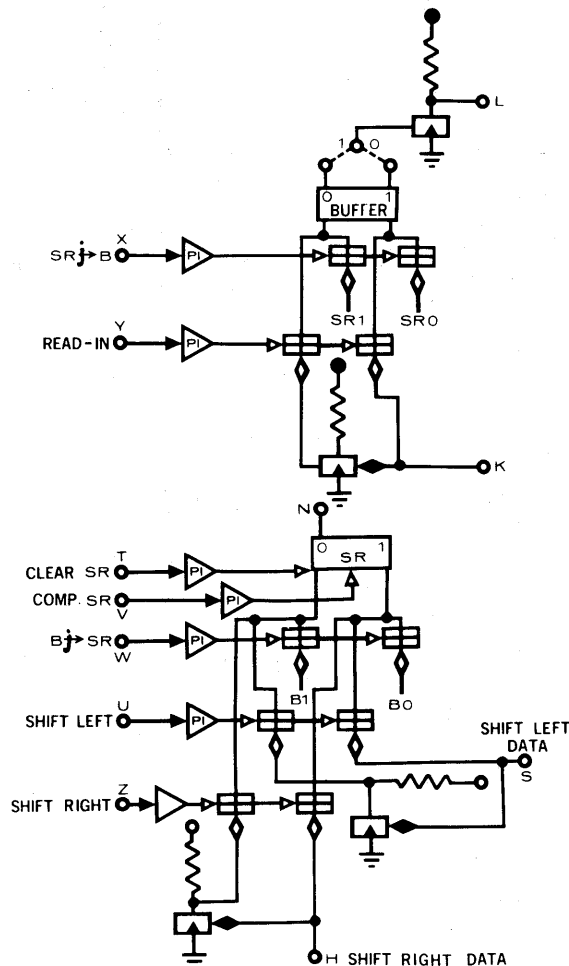 L
1 0
0 1
BUFFER
X
SR j→B
PI
SR1
SR0
Y
READ-IN
PI
K
N
0 1
SR
T
CLEAR SR
PI
COMP. SR
V
PI
B j→SR
W
PI
B1
B0
U
SHIFT LEFT
PI
SHIFT LEFT
DATA
S
Z
SHIFT RIGHT
H SHIFT RIGHT DATA